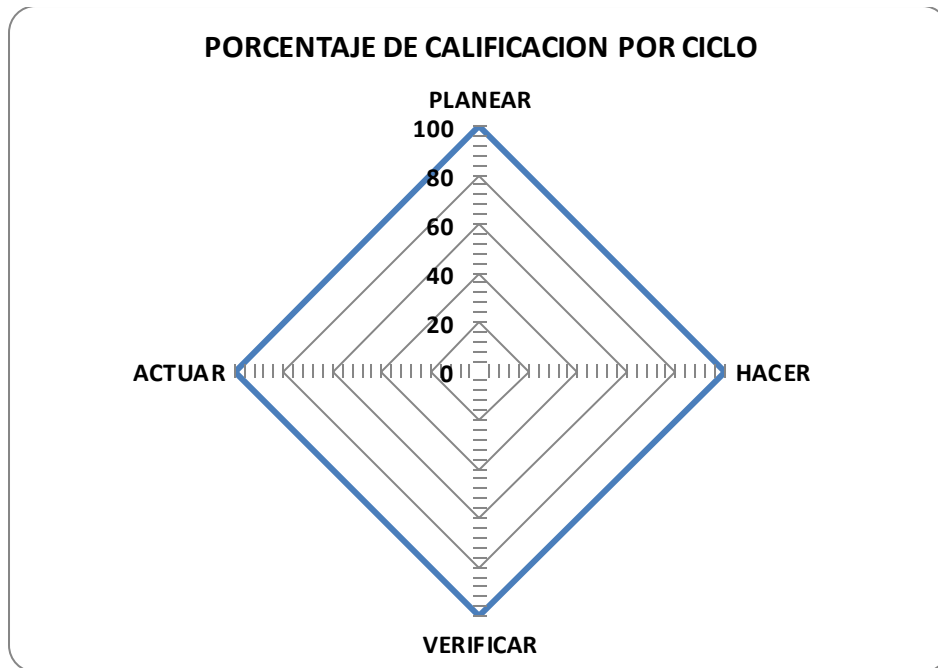 PORCENTAJE DE CALIFICACION POR CICLO
PLANEAR
100
80
60
40
20
ACTUAR
0
HACER
VERIFICAR